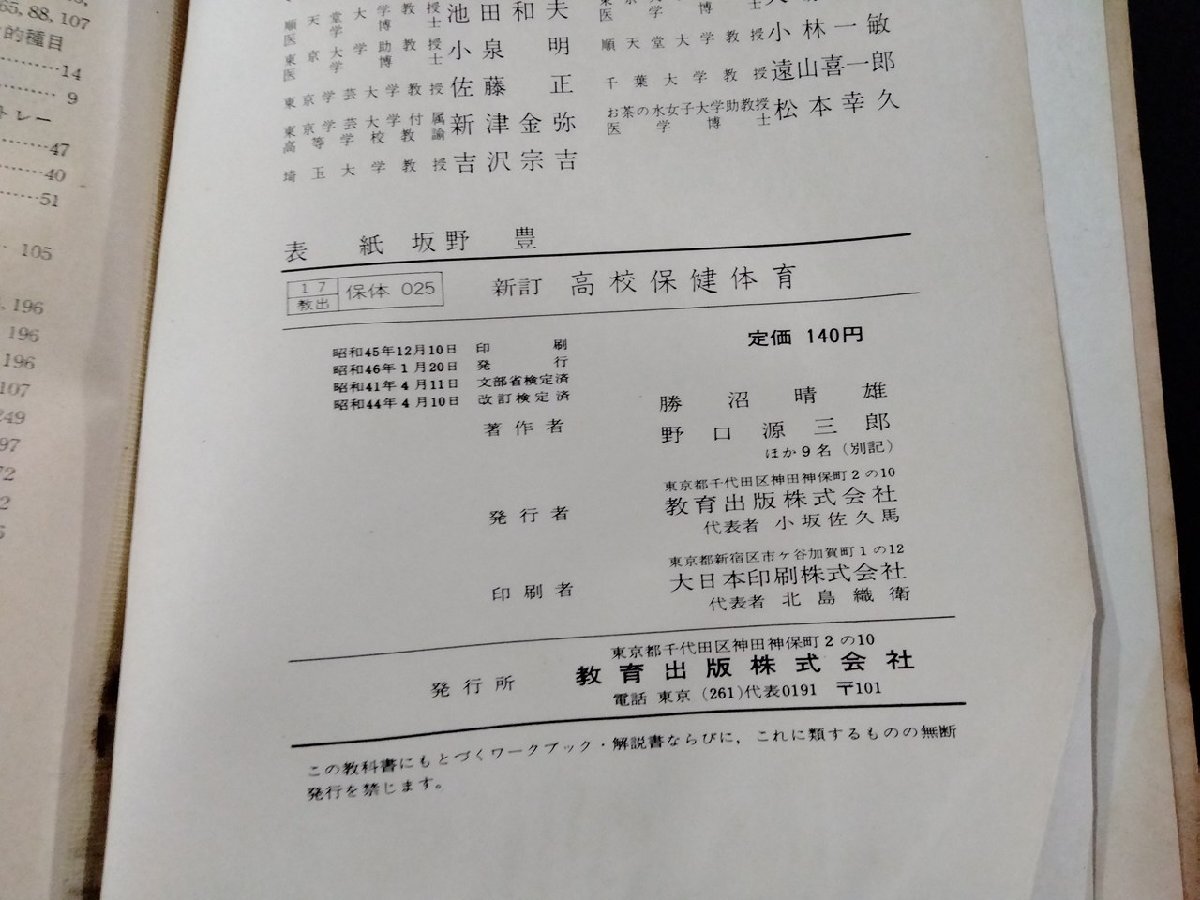 65, 88, 107
的種目
14
9
トレー
47
40
51
105
196
196
196
107
249
97
72
2
順天堂大学教授
医学博士 池田和夫
東京大学助教授
医学博士 小泉明
東京学芸大学教授 佐藤正
東京学芸大学付属
高等学校教諭 新津金弥
埼玉大学教授 吉沢宗吉
医学博士
順天堂大学教授 小林一敏
千葉大学教授 遠山喜一郎
お茶の水女子大学助教授
医学博士 松本幸久
表紙 坂野豊
17
教出 保体 025 新訂 高校保健体育
定価 140円
昭和45年12月10日 印刷
昭和46年1月20日 発行
昭和41年4月11日 文部省検定済
昭和44年4月10日 改訂検定済
著作者 勝沼晴雄
野口源三郎
ほか9名（別記）
東京都千代田区神田神保町2の10
発行者 教育出版株式会社
代表者 小坂佐久馬
東京都新宿区市ケ谷加賀町1の12
印刷者 大日本印刷株式会社
代表者 北島織衛
東京都千代田区神田神保町2の10
発行所 教育出版株式会社
電話 東京（261）代表0191 〒101
この教科書にもとづくワークブック・解説書ならびに、これに類するものの無断
発行を禁じます。